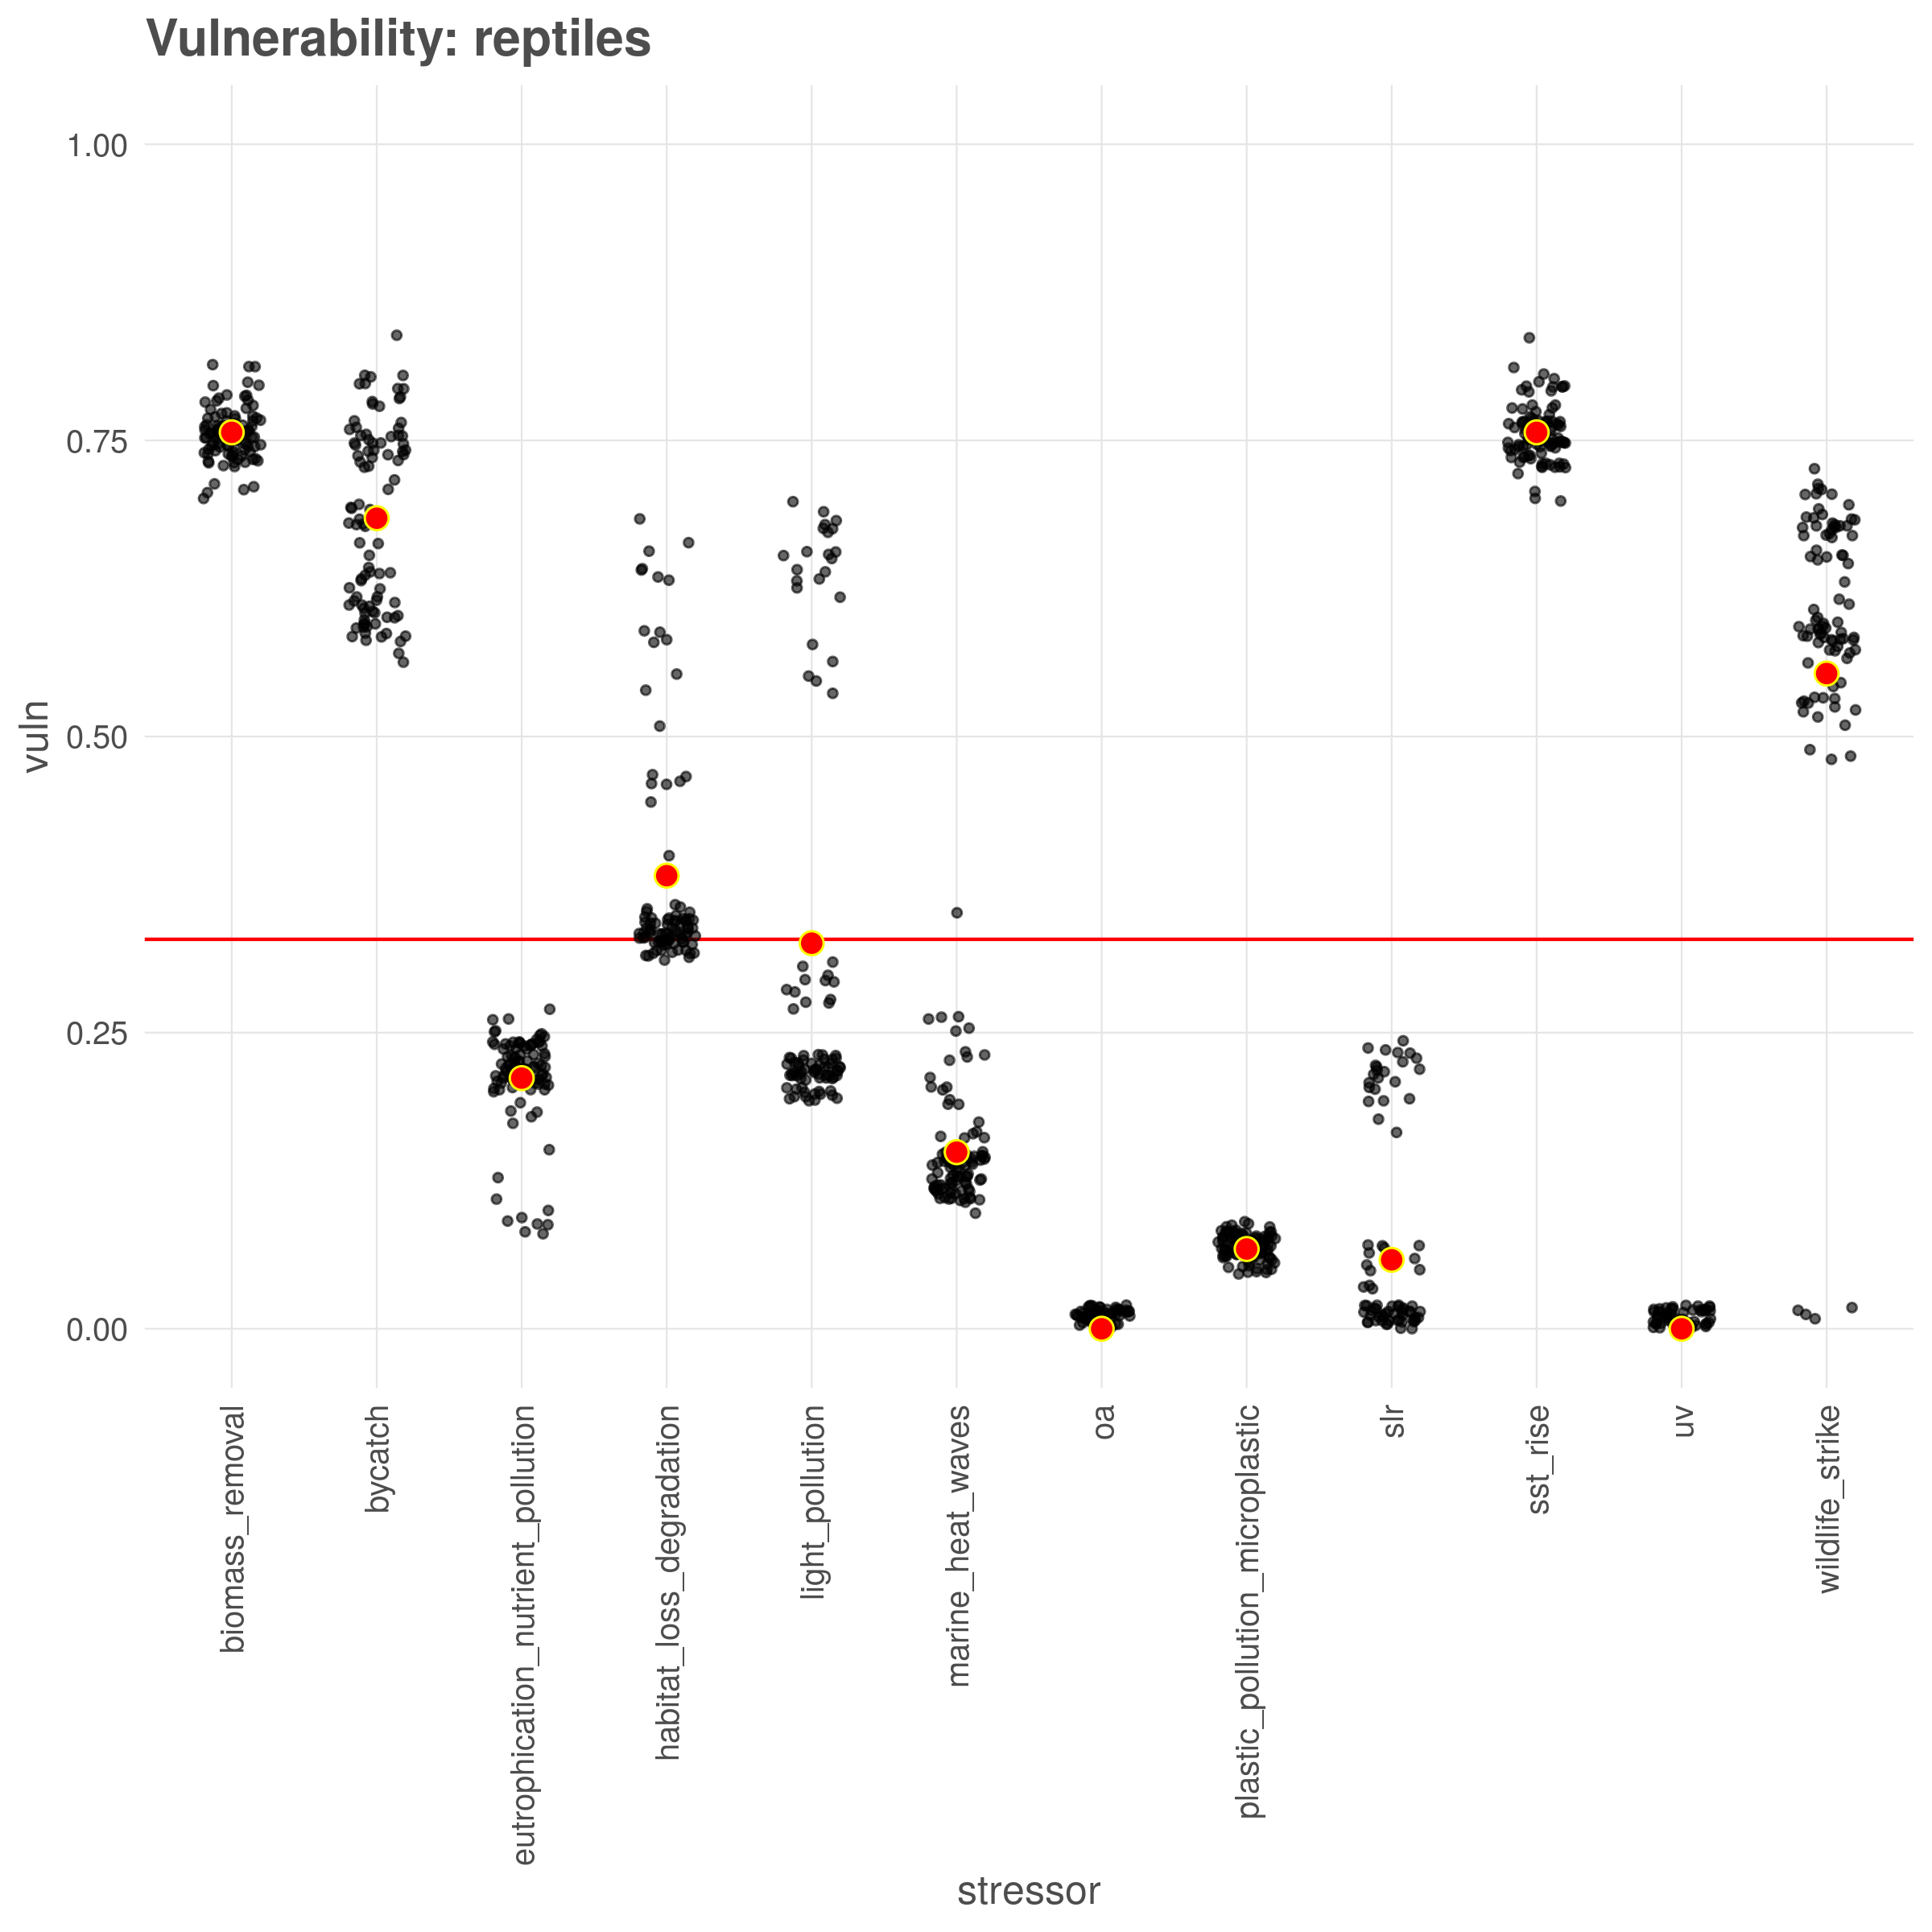 Vulnerability: reptiles
vuln
1.00
0.75
0.50
0.25
0.00
biomass_removal
bycatch
eutrophication_nutrient_pollution
habitat_loss_degradation
light_pollution
marine_heat_waves
oa
plastic_pollution_microplastic
slr
sst_rise
uv
wildlife_strike
stressor